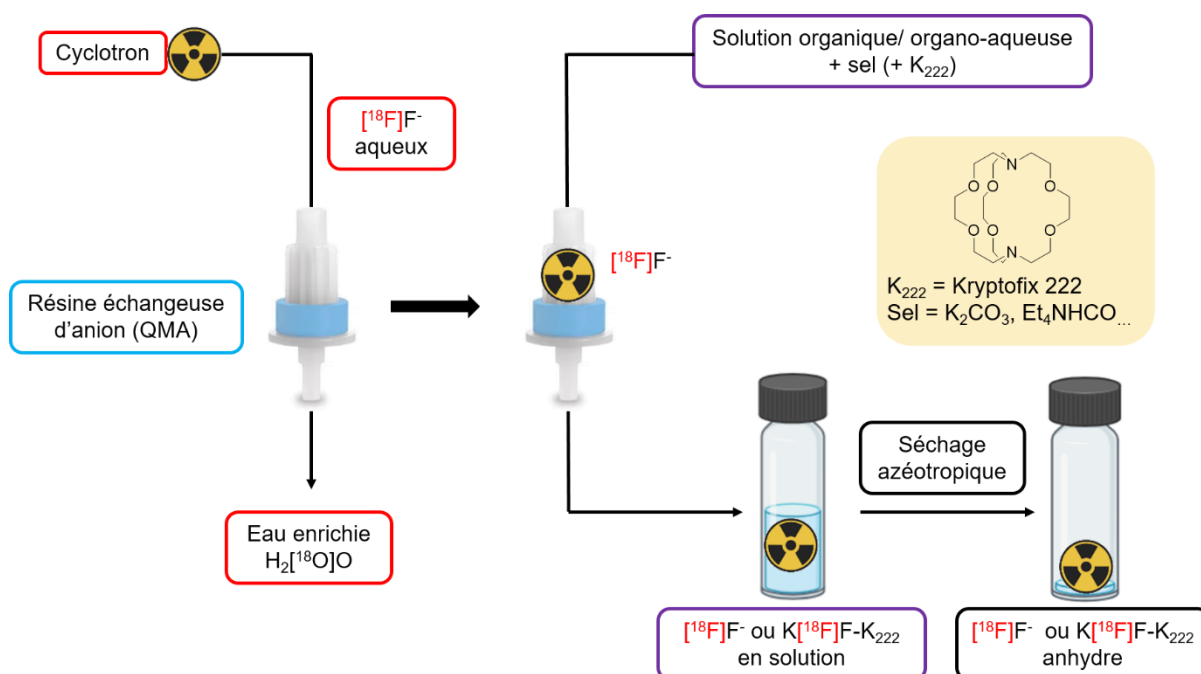 Cyclotron
[¹⁸F]F⁻
aqueux
Résine échangeuse
d’anion (QMA)
Eau enrichie
H₂[¹⁸O]O
Solution organique/ organo-aqueuse
+ sel (+ K₂₂₂)
[¹⁸F]F⁻
N
O
O
O
O
O
O
N
K₂₂₂ = Kryptofix 222
Sel = K₂CO₃, Et₄NHCO...
Séchage
azéotropique
[¹⁸F]F⁻ ou K[¹⁸F]F-K₂₂₂
en solution
[¹⁸F]F⁻ ou K[¹⁸F]F-K₂₂₂
anhydre